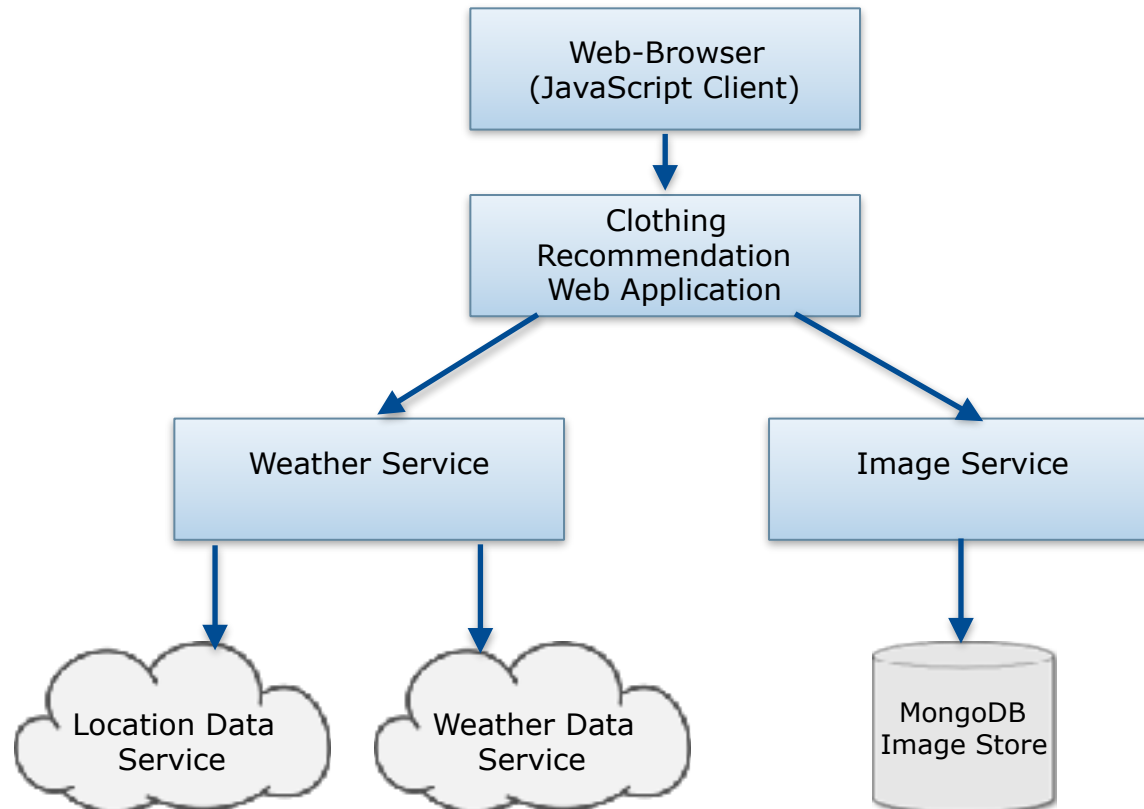 Web-Browser
(JavaScript Client)
Clothing
Recommendation
Web Application
Weather Service
Image Service
Location Data
Service
Weather Data
Service
MongoDB
Image Store